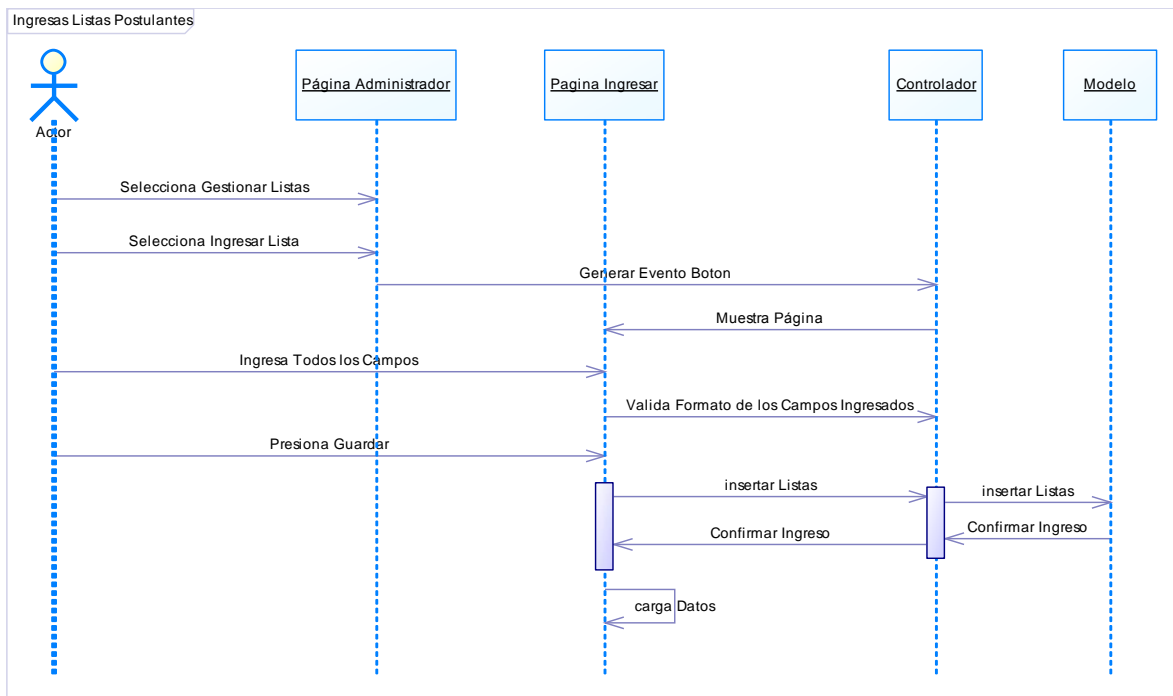 Ingresas Listas Postulantes
Actor
Página Administrador
Pagina Ingresar
Controlador
Modelo
Selecciona Gestionar Listas
Selecciona Ingresar Lista
Generar Evento Boton
Muestra Página
Ingresa Todos los Campos
Valida Formato de los Campos Ingresados
Presiona Guardar
insertar Listas
insertar Listas
Confirmar Ingreso
Confirmar Ingreso
carga Datos